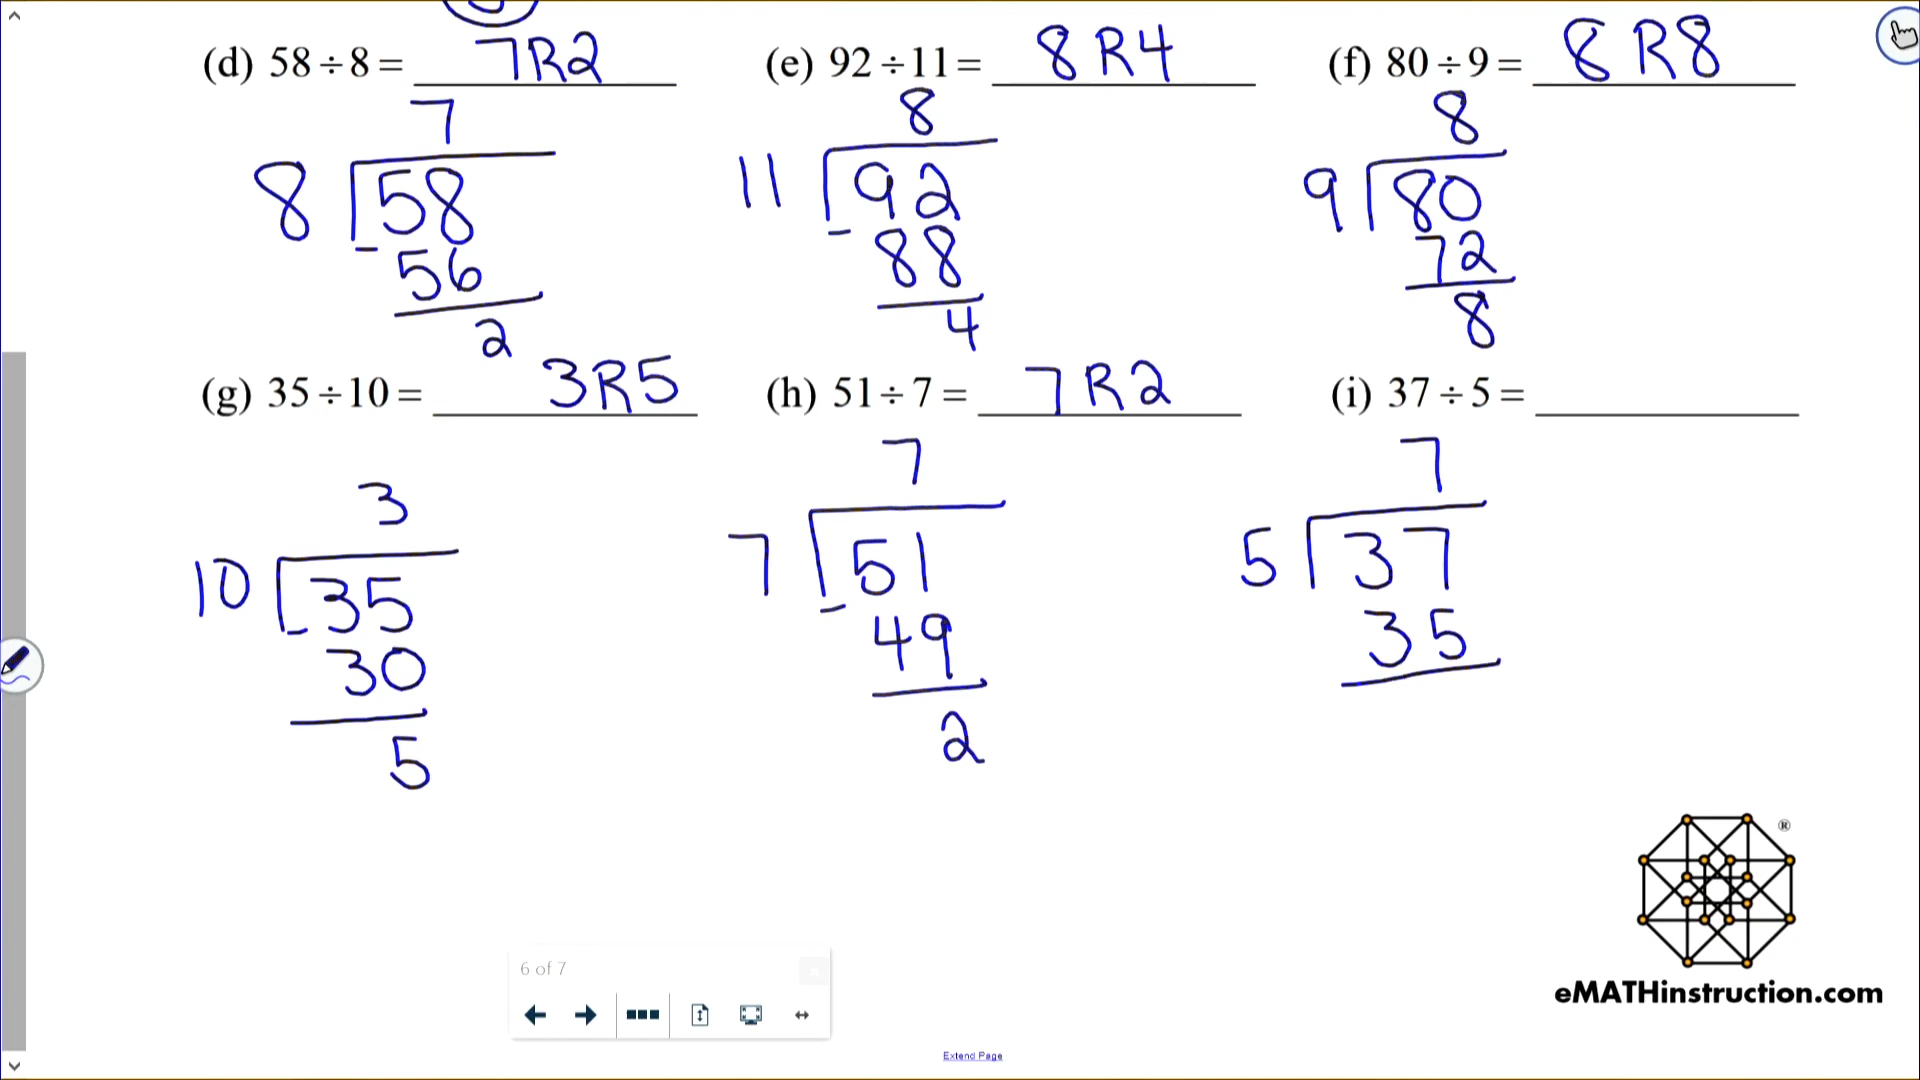 (d) 58 ÷ 8 = 7R2 (e) 92 ÷ 11 = 8 R4 (f) 80 ÷ 9 = 8 R8
7 8 8
8 58 11 92 9 80
- 56 - 88 72
2 4 8
(g) 35 ÷ 10 = 3R5 (h) 51 ÷ 7 = 7 R2 (i) 37 ÷ 5 =
3 7 7
10 35 7 51 5 37
- 30 - 49 35
5 2
®
eMATHinstruction.com
6 of 7
Extend Page